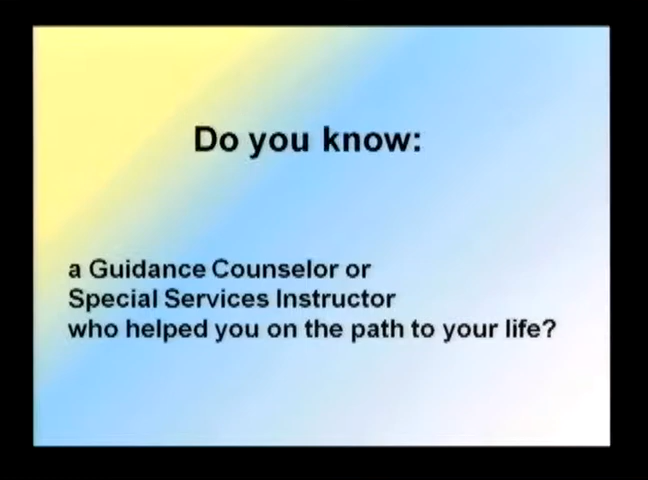 Do you know:
a Guidance Counselor or
Special Services Instructor
who helped you on the path to your life?